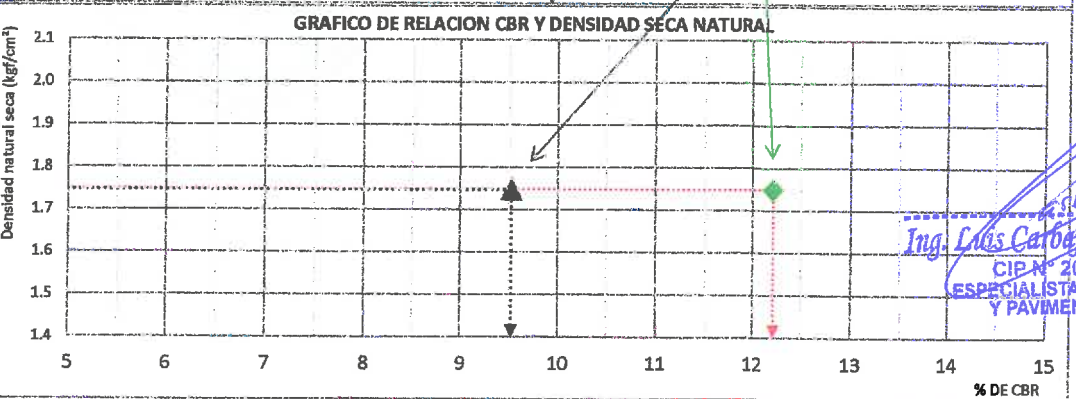 GRAFICO DE RELACION CBR Y DENSIDAD SECA NATURAL
Densidad natural seca (kgf/cm²)
2.1
2.0
1.9
1.8
1.7
1.6
1.5
1.4
5 6 7 8 9 10 11 12 13 14 15
% DE CBR
Ing. Luis
CIP N° 20
ESPECIALISTA
Y PAVIMEN